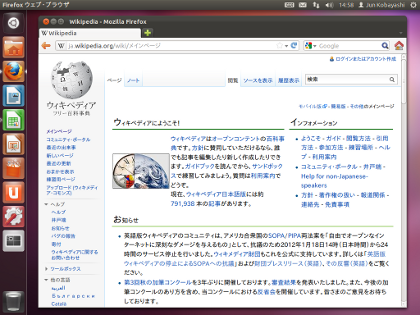 Firefox ウェブ・ブラウザ
14:58
Jun Kobayashi
Wikipedia - Mozilla Firefox
Wikipedia
ja.wikipedia.org/wiki/メインページ
Google
ログインまたはアカウント作成
ページ ノート
閲覧 ソースを表示 履歴表示
検索
ウィキペディア
フリー百科事典
メインページ
コミュニティ・ポータル
最近の出来事
新しいページ
最近の更新
おまかせ表示
練習用ページ
アップロード (ウィキメディア・コモンズ)
ヘルプ
ヘルプ
井戸端
お知らせ
バグの報告
寄付
ウィキペディアに関するお問い合わせ
ツールボックス
他の言語
العربية
Български
Català
モバイル版 - 簡易版 - その他のメインページ
ウィキペディアへようこそ!
ウィキペディアはオープンコンテントの百科事
典です。方針に賛同していただけるなら、誰
でも記事を編集したり新しく作成したりでき
ます。ガイドブックを読んでから、サンドボック
スで練習してみましょう。質問は利用案内で
どうぞ。
現在、ウィキペディア日本語版には約
791,938 本の記事があります。
インフォメーション
ようこそ - ガイド - 閲覧方法 - 引用
方法 - 参加方法 - 練習場所 - ヘル
プ - 利用案内
コミュニティ・ポータル - 井戸端 -
Help for non-Japanese-
speakers
方針 - 著作権の扱い - 報道関係 -
連絡先 - 免責事項
お知らせ
英語版ウィキペディアのコミュニティは、アメリカ合衆国のSOPA/PIPA両法案を「自由でオープンなイン
ターネットに深刻なダメージを与えるもの」として、抗議のため2012年1月18日14時(日本時間)から24
時間のサービス停止を行いました。ウィキメディア財団もこれを公式に支持しています。詳しくは「英語版
ウィキペディアの停止によるSOPAへの抗議」および財団プレスリリース(英語)、その反響(英語)をご覧く
ださい。
第3回秋の加筆コンクールを3年ぶりに開催しております。審査結果を発表いたしました。また、今後の加
筆コンクールのあり方を含め、当コンクールにおける反省会を開催しています。皆さまのご意見をお待ち
しております。